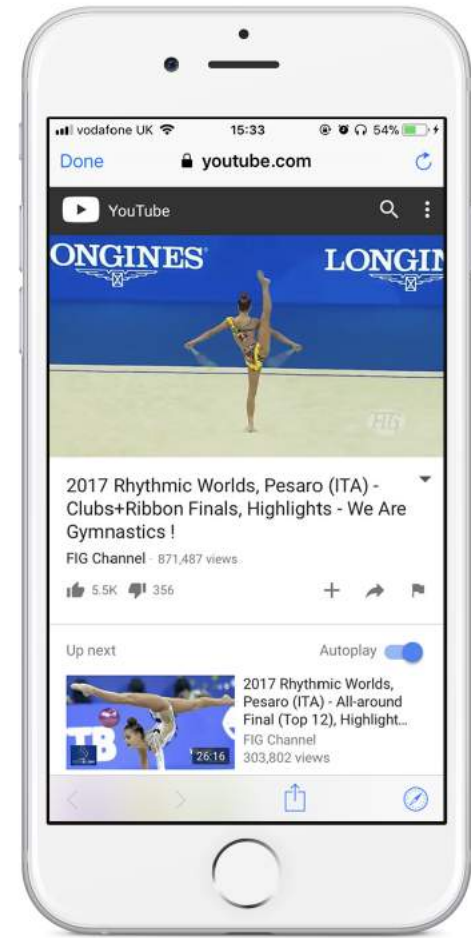 vodafone UK 15:33 54%
Done youtube.com
YouTube
LONGINES LONGIN
2017 Rhythmic Worlds, Pesaro (ITA) -
Clubs+Ribbon Finals, Highlights - We Are
Gymnastics !
FIG Channel · 871,487 views
5.5K 356
Up next Autoplay
2017 Rhythmic Worlds,
Pesaro (ITA) - All-around
Final (Top 12), Highlight...
FIG Channel
303,802 views
TB
26:16